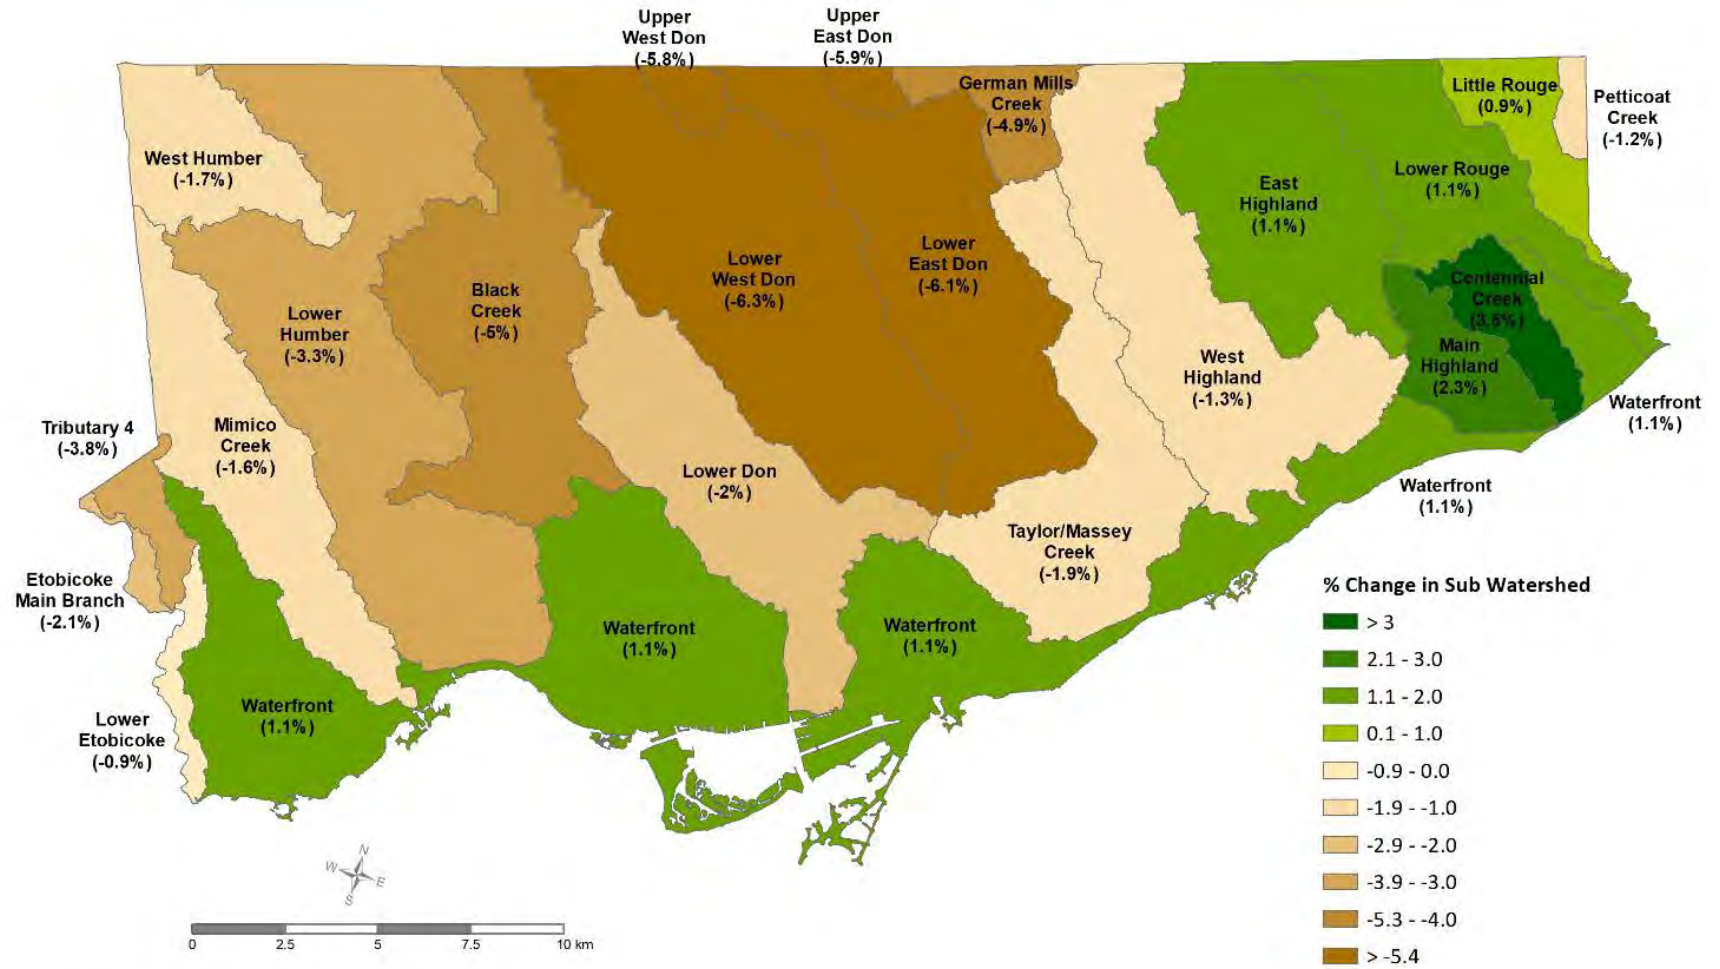 Upper
West Don
(-5.8%)
Upper
East Don
(-5.9%)
German Mills
Creek
(-4.9%)
Little Rouge
(0.9%)
Petticoat
Creek
(-1.2%)
West Humber
(-1.7%)
Lower Rouge
(1.1%)
East
Highland
(1.1%)
Lower
West Don
(-6.3%)
Lower
East Don
(-6.1%)
Centennial
Creek
(3.5%)
Black
Creek
(-5%)
Lower
Humber
(-3.3%)
Main
Highland
(2.3%)
West
Highland
(-1.3%)
Waterfront
(1.1%)
Tributary 4
(-3.8%)
Mimico
Creek
(-1.6%)
Lower Don
(-2%)
Waterfront
(1.1%)
Taylor/Massey
Creek
(-1.9%)
Etobicoke
Main Branch
(-2.1%)
Waterfront
(1.1%)
Waterfront
(1.1%)
Waterfront
(1.1%)
Lower
Etobicoke
(-0.9%)
% Change in Sub Watershed
> 3
2.1 - 3.0
1.1 - 2.0
0.1 - 1.0
-0.9 - 0.0
-1.9 - -1.0
-2.9 - -2.0
-3.9 - -3.0
-5.3 - -4.0
> -5.4
N
W
E
S
0 2.5 5 7.5 10 km